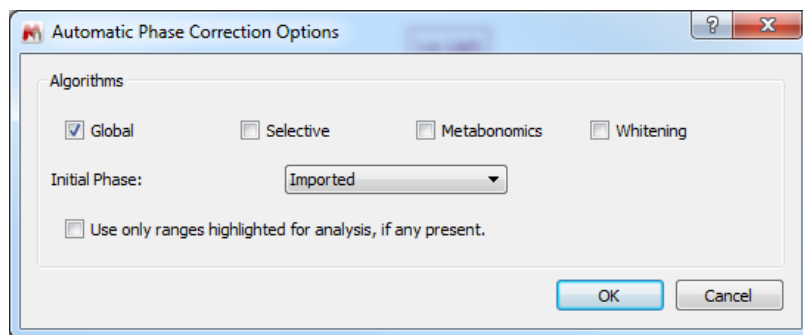 Automatic Phase Correction Options
Algorithms
Global Selective Metabonomics Whitening
Initial Phase: Imported
Use only ranges highlighted for analysis, if any present.
OK Cancel